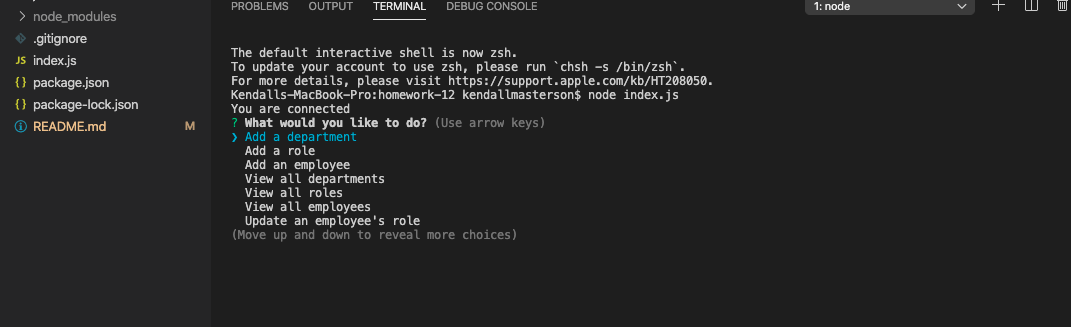 node_modules
.gitignore
JS index.js
{} package.json
{} package-lock.json
README.md M
PROBLEMS OUTPUT TERMINAL DEBUG CONSOLE 1: node
The default interactive shell is now zsh.
To update your account to use zsh, please run `chsh -s /bin/zsh`.
For more details, please visit https://support.apple.com/kb/HT208050.
Kendalls-MacBook-Pro:homework-12 kendallmasterson$ node index.js
You are connected
? What would you like to do? (Use arrow keys)
❯ Add a department
Add a role
Add an employee
View all departments
View all roles
View all employees
Update an employee's role
(Move up and down to reveal more choices)